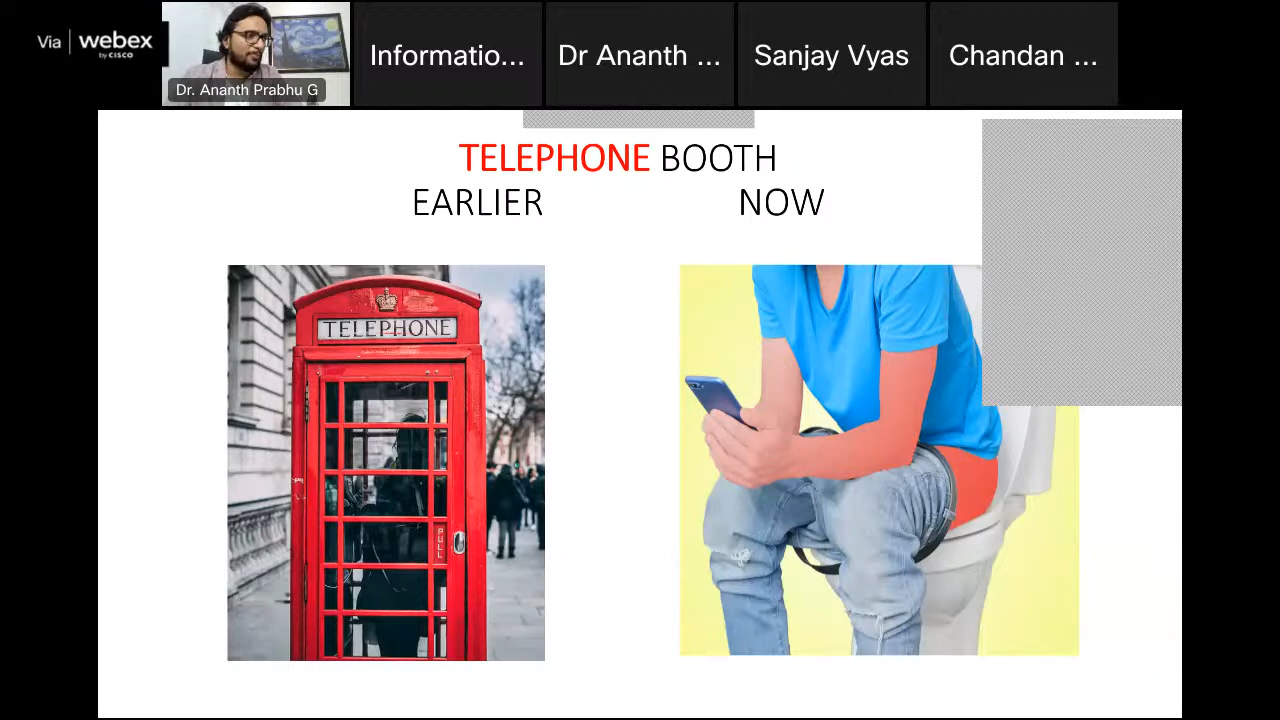 Via | webex
by CISCO
Dr. Ananth Prabhu G
Informatio...
Dr Ananth ...
Sanjay Vyas
Chandan ...
TELEPHONE BOOTH
EARLIER NOW
TELEPHONE
PULL